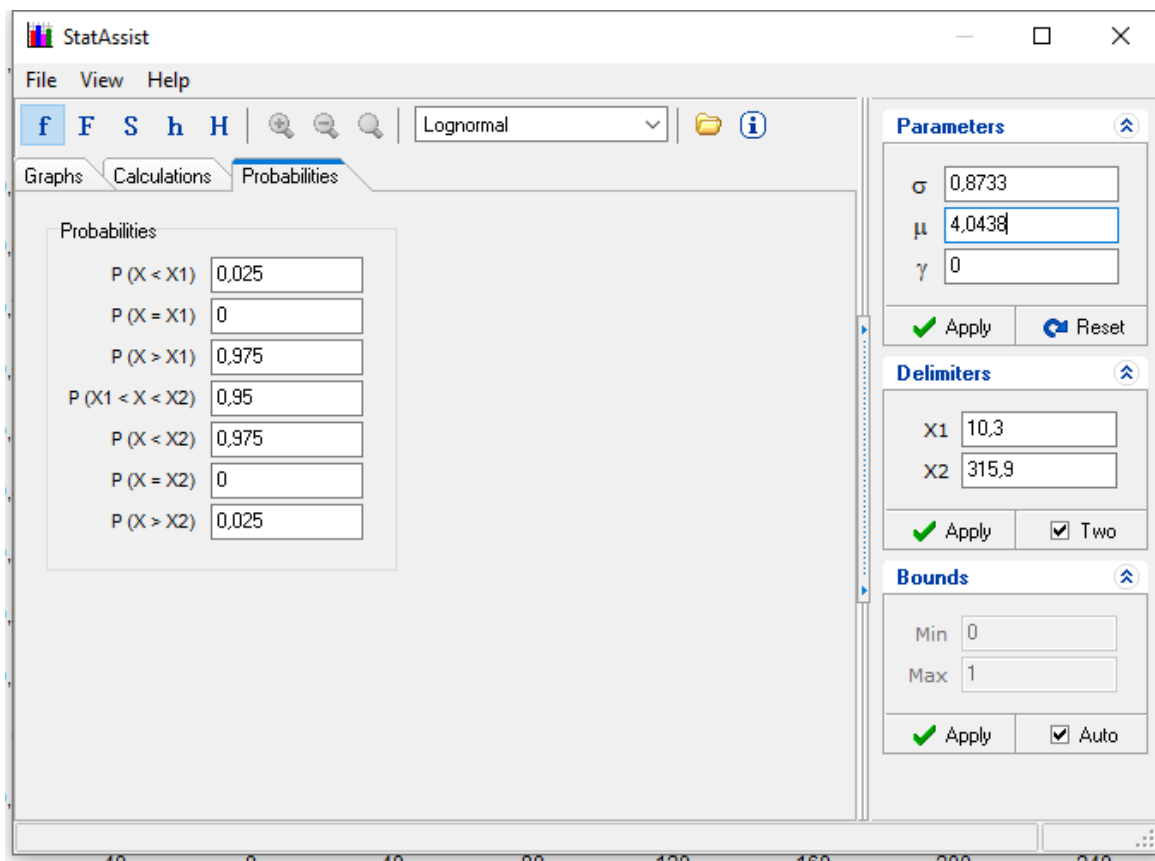 StatAssist
File View Help
f F S h H Lognormal
Graphs Calculations Probabilities
Probabilities
P (X < X1) 0,025
P (X = X1) 0
P (X > X1) 0,975
P (X1 < X < X2) 0,95
P (X < X2) 0,975
P (X = X2) 0
P (X > X2) 0,025
Parameters
σ 0,8733
μ 4,0438
γ 0
Apply Reset
Delimiters
X1 10,3
X2 315,9
Apply Two
Bounds
Min 0
Max 1
Apply Auto